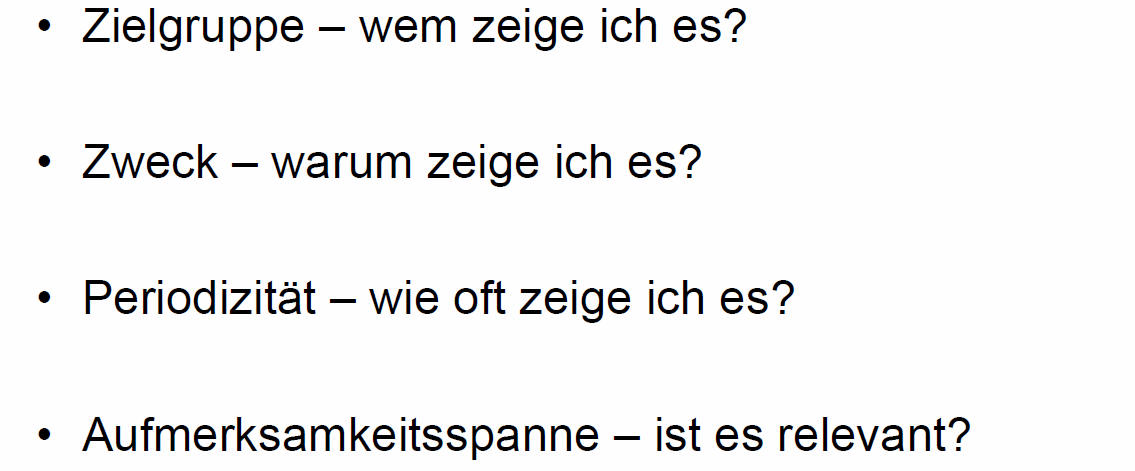 • Zielgruppe – wem zeige ich es?
• Zweck – warum zeige ich es?
• Periodizität – wie oft zeige ich es?
• Aufmerksamkeitsspanne – ist es relevant?